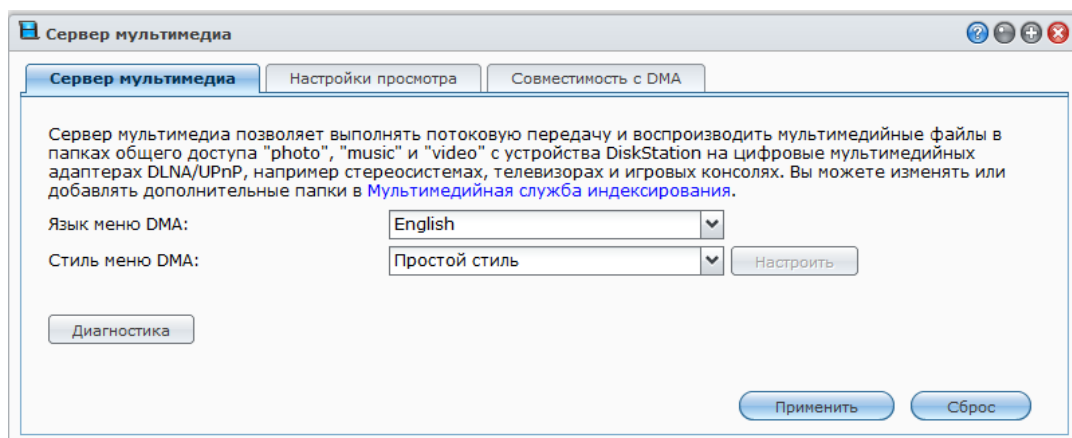 Сервер мультимедиа
Сервер мультимедиа
Настройки просмотра
Совместимость с DMA
Сервер мультимедиа позволяет выполнять потоковую передачу и воспроизводить мультимедийные файлы в
папках общего доступа "photo", "music" и "video" с устройства DiskStation на цифровые мультимедийных
адаптерах DLNA/UPnP, например стереосистемах, телевизорах и игровых консолях. Вы можете изменять или
добавлять дополнительные папки в Мультимедийная служба индексирования.
Язык меню DMA:
English
Стиль меню DMA:
Простой стиль
Настроить
Диагностика
Применить
Сброс